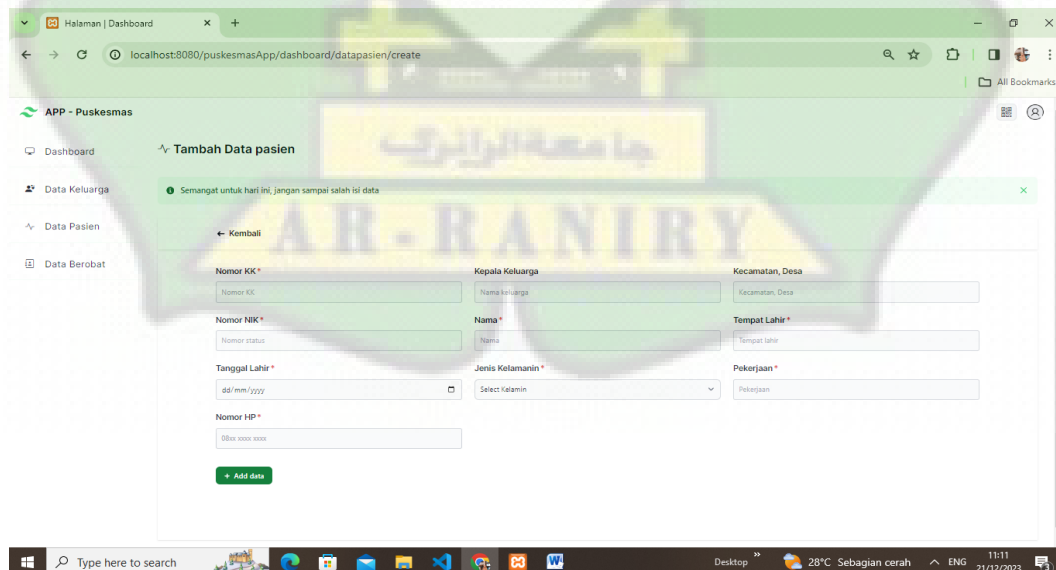 Halaman | Dashboard
localhost:8080/puskesmasApp/dashboard/datapasien/create
All Bookmarks
APP - Puskesmas
Dashboard
Tambah Data pasien
Data Keluarga
Semangat untuk hari ini, jangan sampai salah isi data
جامعة الرانري
AR-RANIRY
Data Pasien
← Kembali
Data Berobat
Nomor KK * Kepala Keluarga Kecamatan, Desa
Nomor KK Nama keluarga Kecamatan, Desa
Nomor NIK * Nama * Tempat Lahir *
Nomor status Nama Tempat lahir
Tanggal Lahir * Jenis Kelamanin * Pekerjaan *
dd/mm/yyyy Select Kelamin Pekerjaan
Nomor HP *
08xx xxxx xxxx
+ Add data
Type here to search Desktop 28°C Sebagian cerah ENG 11:11
21/12/2023